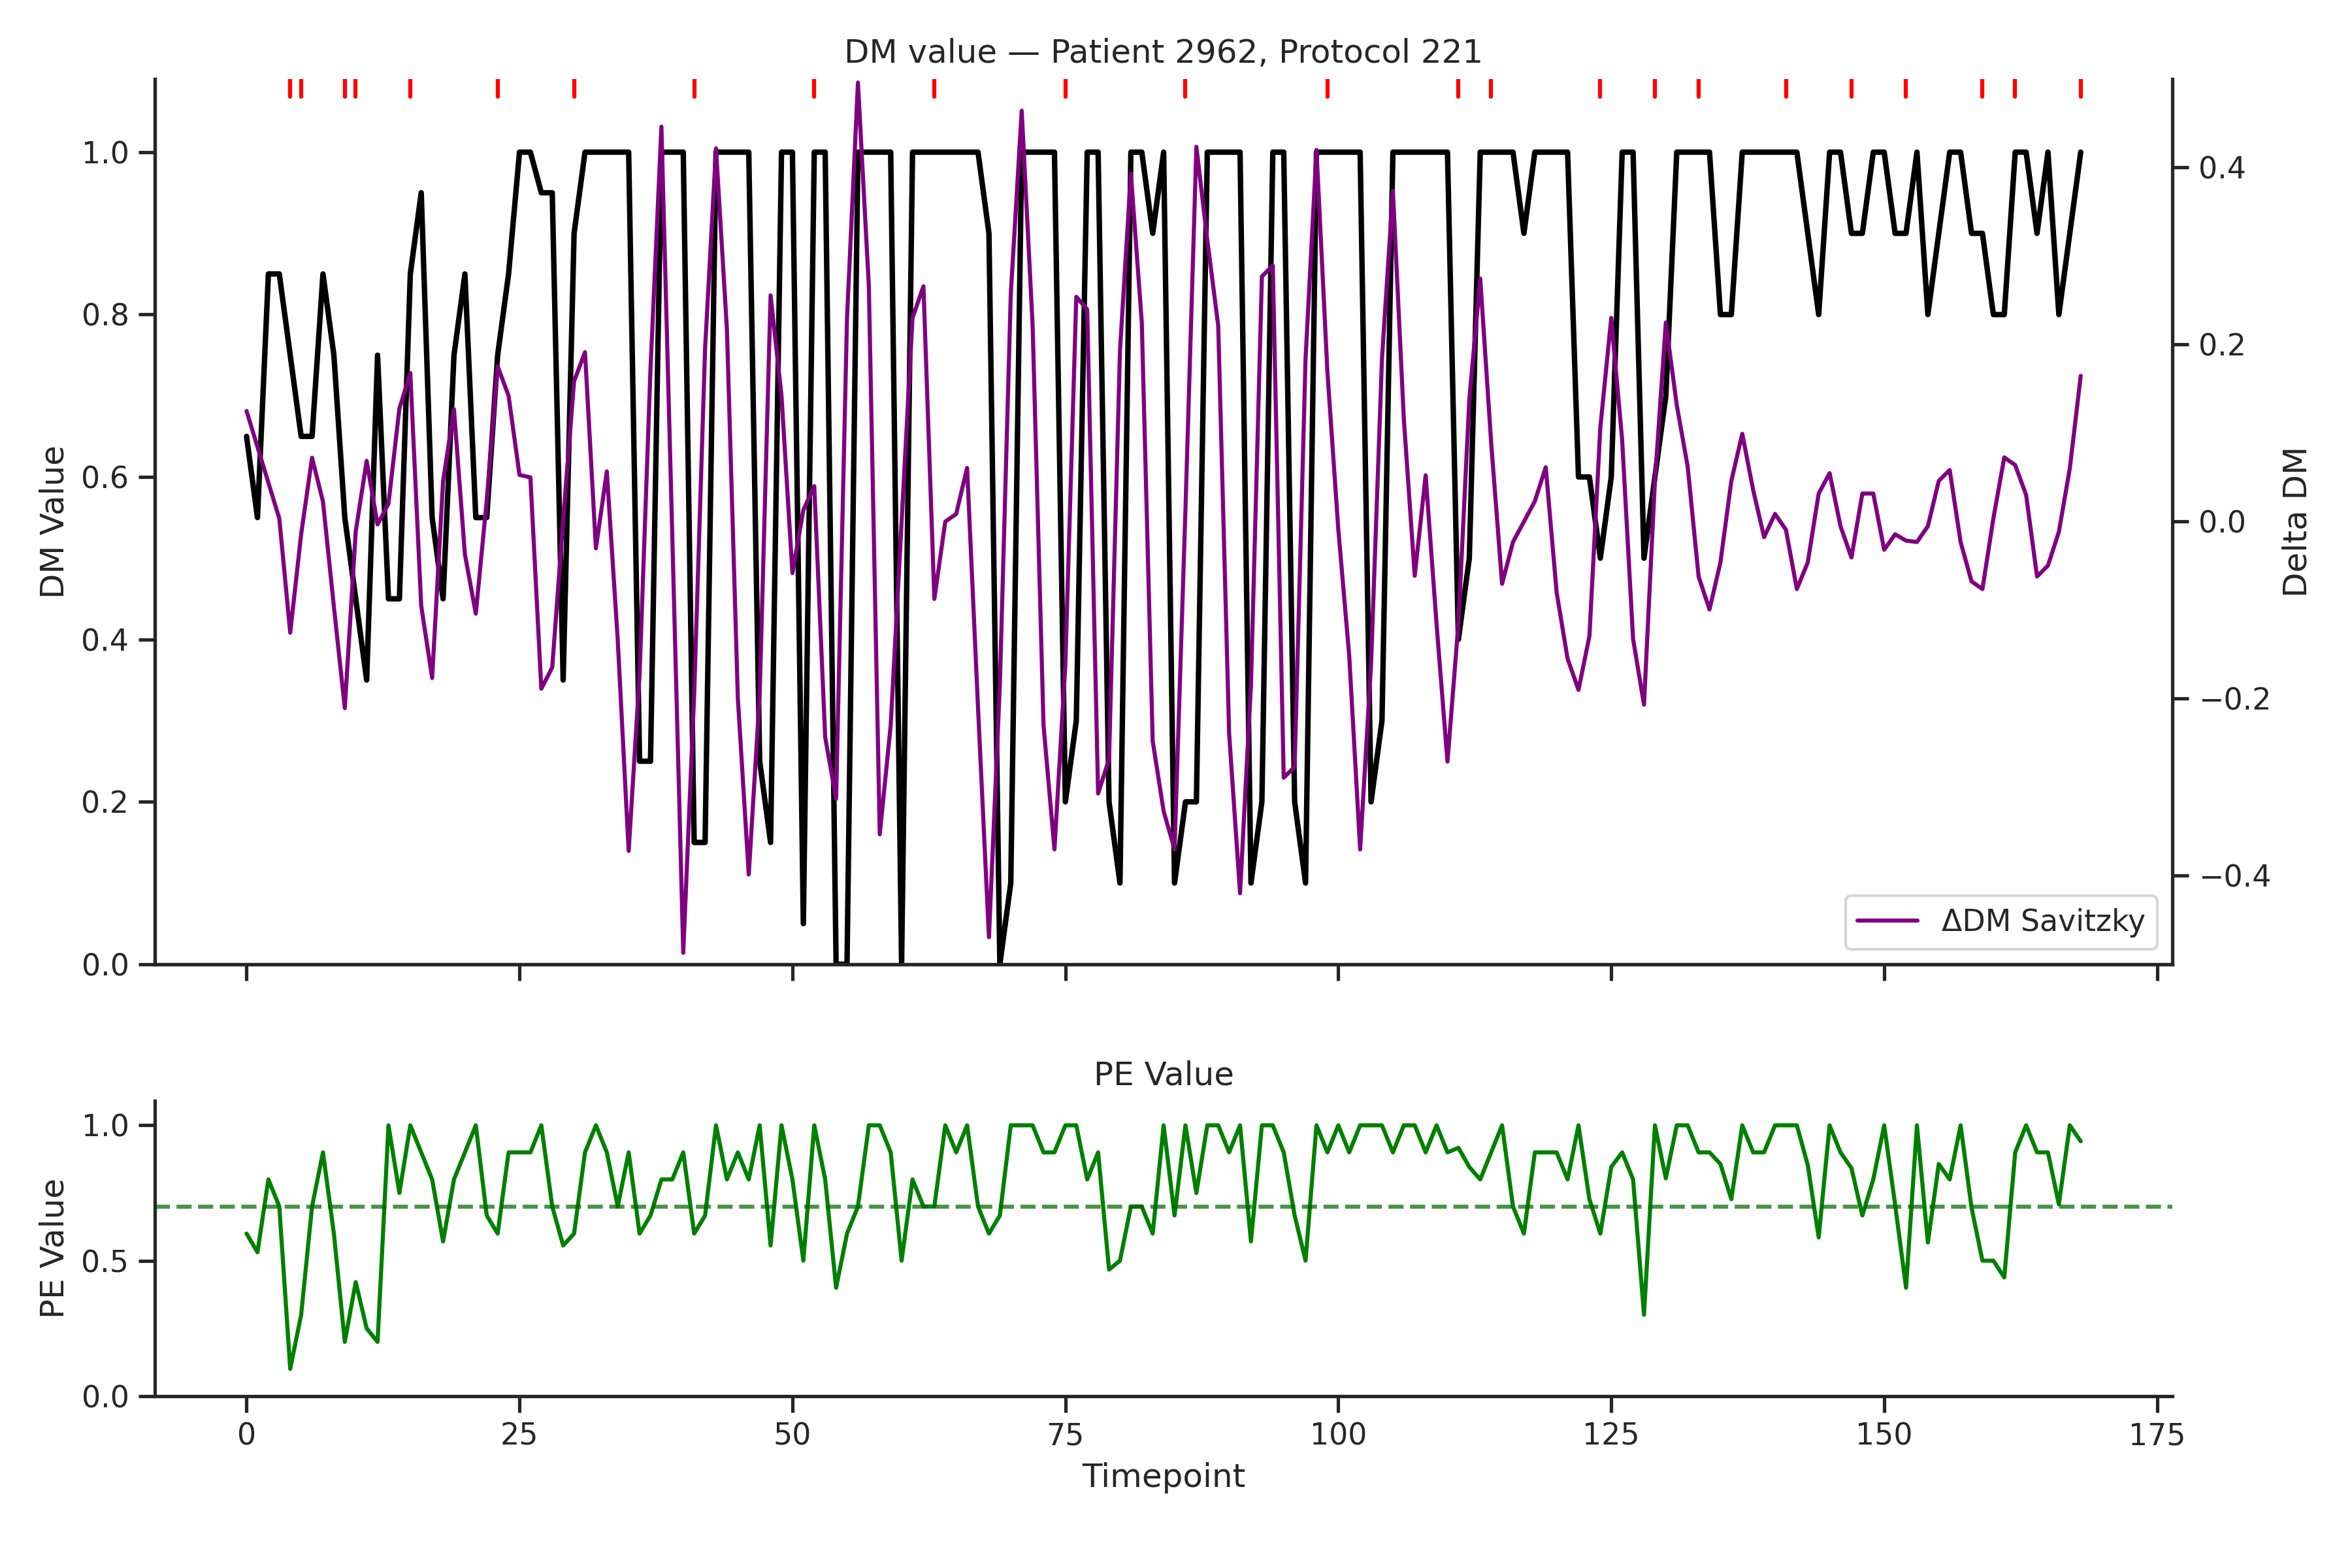 DM value — Patient 2962, Protocol 221
1.0
0.8
0.6
0.4
0.2
0.0
DM Value
0.4
0.2
0.0
−0.2
−0.4
Delta DM
ΔDM Savitzky
PE Value
1.0
0.5
0.0
PE Value
0 25 50 75 100 125 150 175
Timepoint